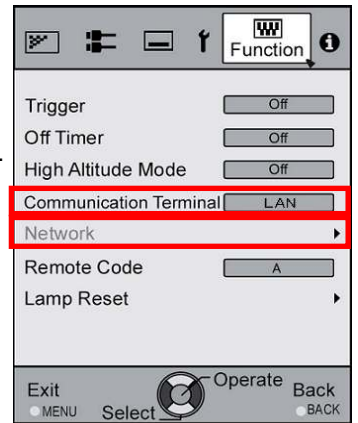 Function
Trigger Off
Off Timer Off
High Altitude Mode Off
Communication Terminal LAN
Network
Remote Code A
Lamp Reset
Operate
Exit Back
MENU Select BACK